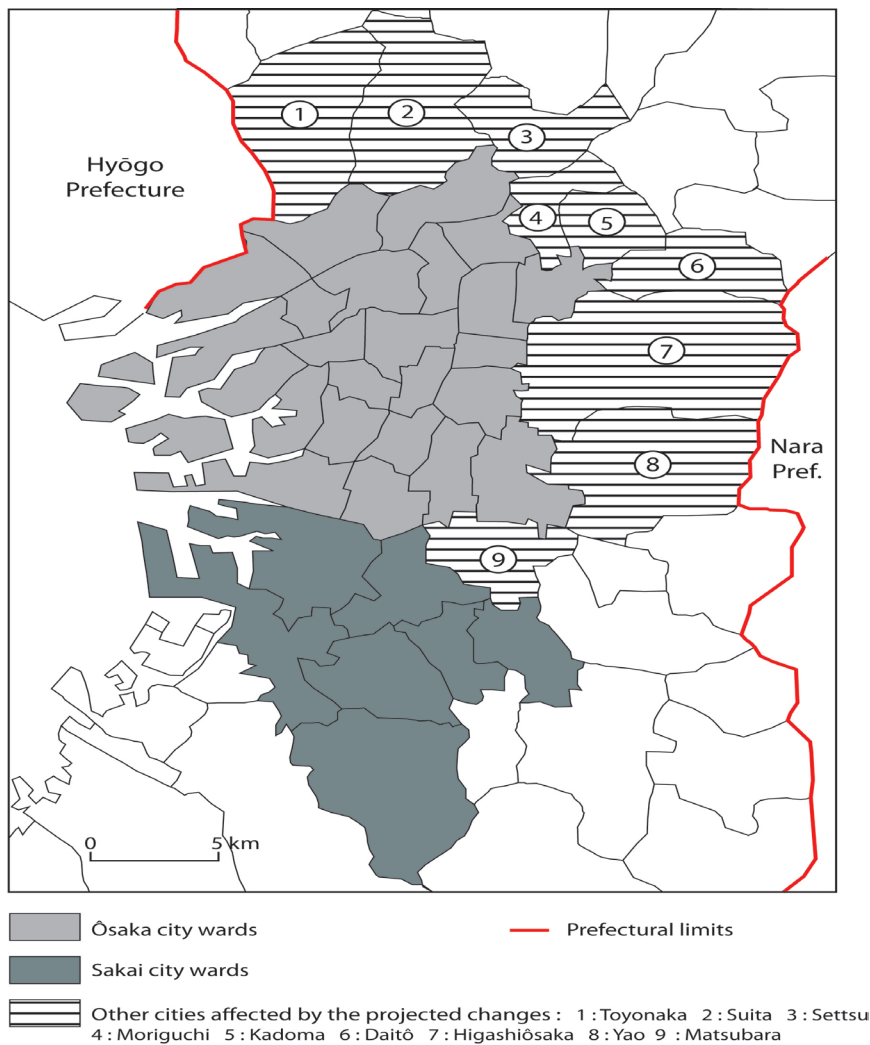 1
2
3
Hyōgo
Prefecture
4
5
6
7
Nara
Pref.
8
9
0 5 km
Ôsaka city wards
Prefectural limits
Sakai city wards
Other cities affected by the projected changes : 1 : Toyonaka 2 : Suita 3 : Settsu
4 : Moriguchi 5 : Kadoma 6 : Daitô 7 : Higashiôsaka 8 : Yao 9 : Matsubara